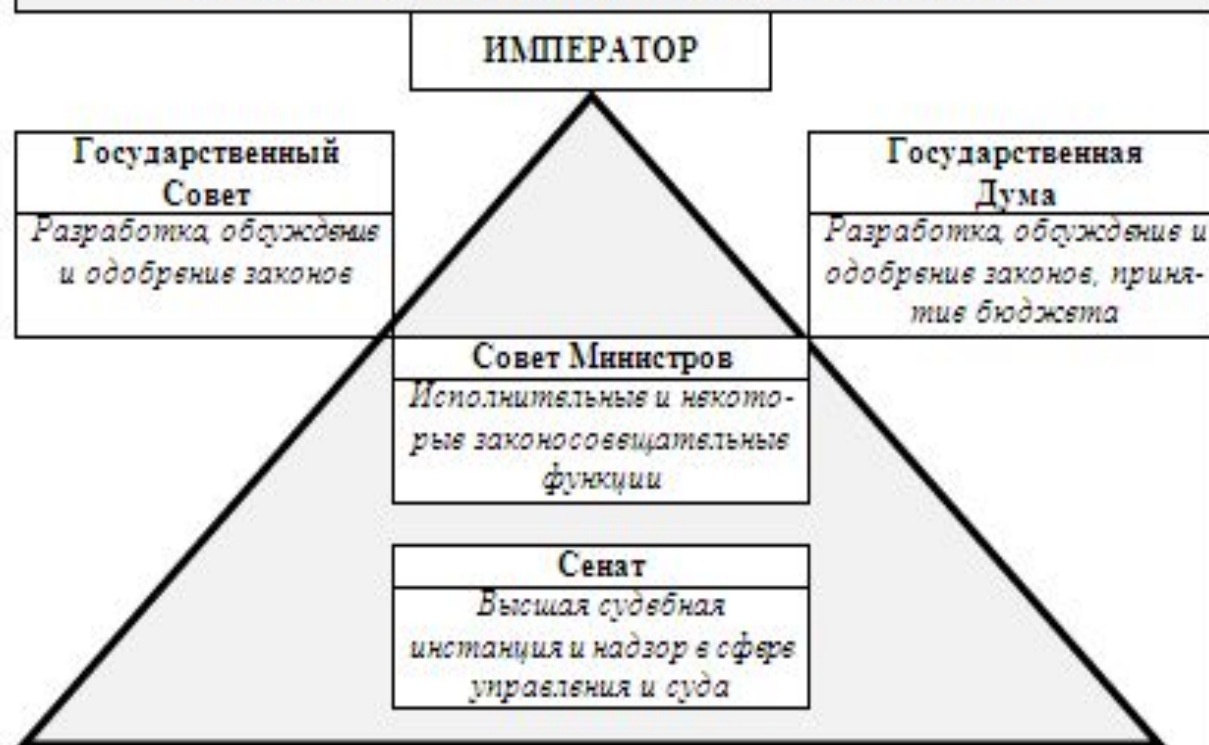 ИМПЕРАТОР
Государственный
Совет
Разработка, обсуждение
и одобрение законов
Государственная
Дума
Разработка, обсуждение и
одобрение законов, приня-
тие бюджета
Совет Министров
Исполнительные и некото-
рые законосовещательные
функции
Сенат
Высшая судебная
инстанция и надзор в сфере
управления и суда